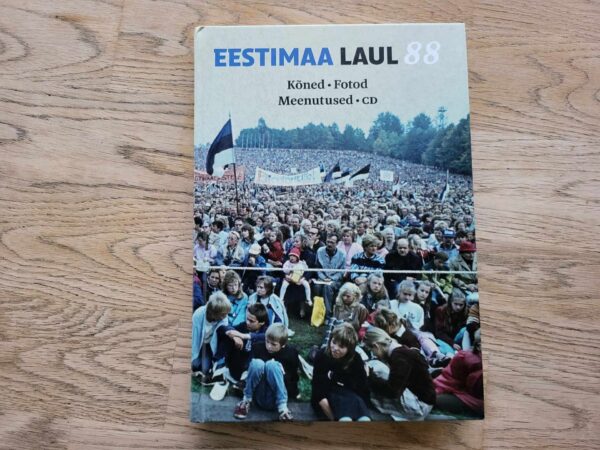 EESTIMAA LAUL 88
Kõned • Fotod
Meenutused • CD